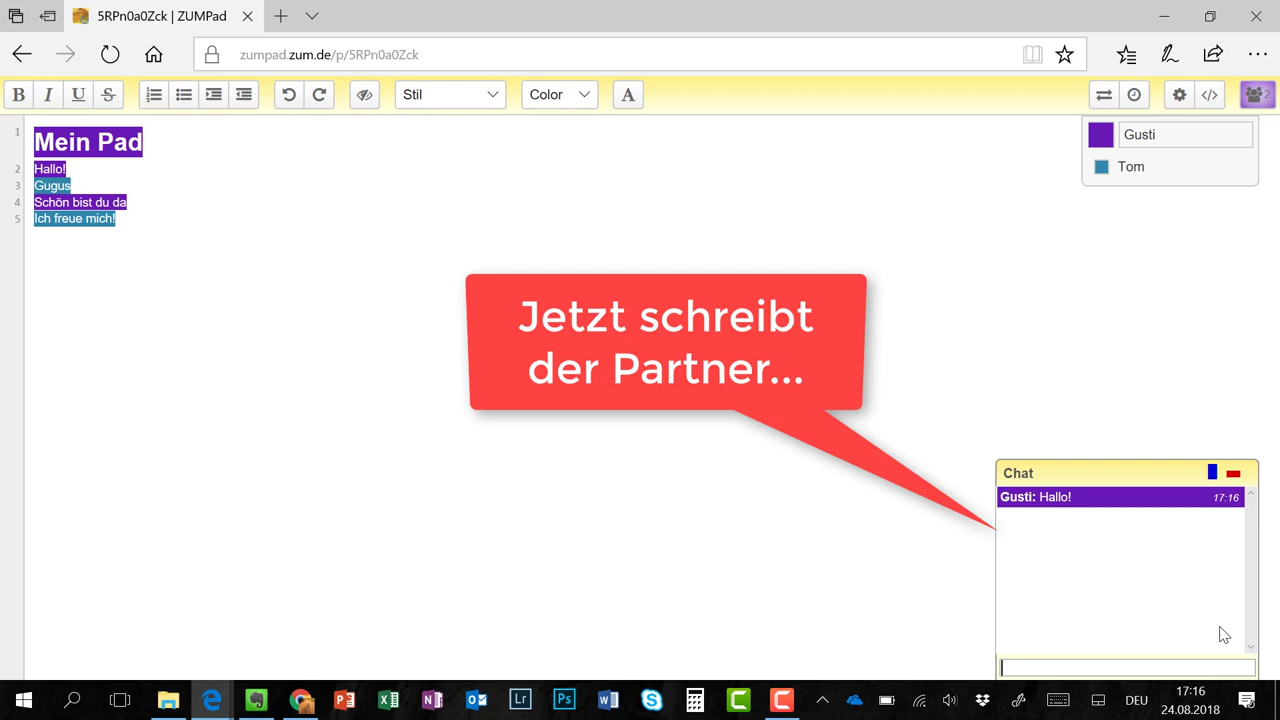 5RPn0a0Zck | ZUMPad
zumpad.zum.de/p/5RPn0a0Zck
B I U S Stil Color A 2
1 Mein Pad
2 Hallo!
3 Gugus
4 Schön bist du da
5 Ich freue mich!
Gusti
Tom
Jetzt schreibt
der Partner...
Chat
Gusti: Hallo! 17:16
DEU
17:16
24.08.2018